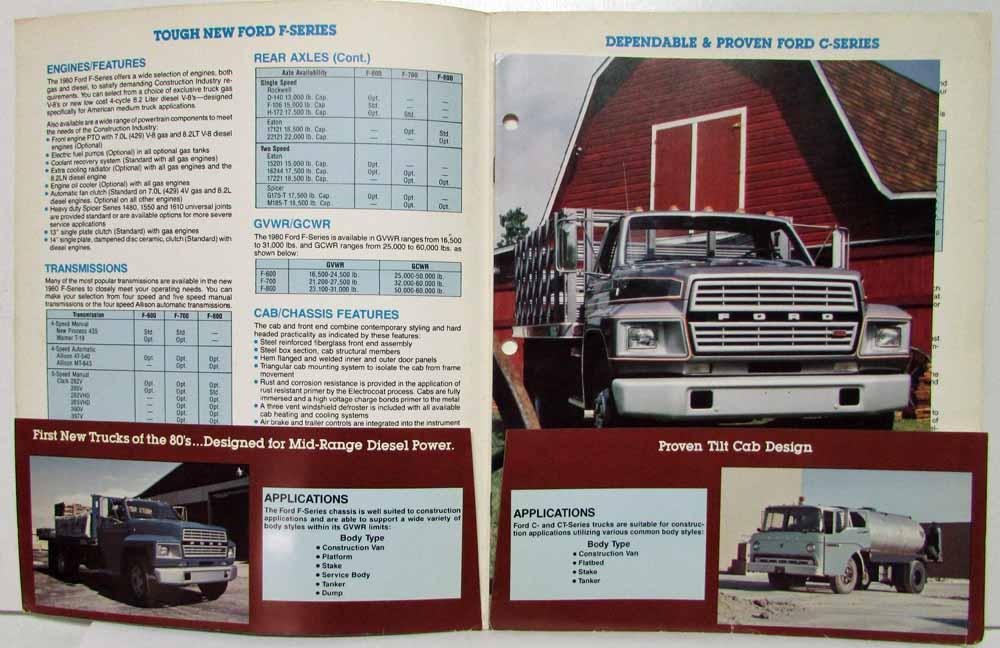 TOUGH NEW FORD F-SERIES
ENGINES/FEATURES
The 1980 Ford F-Series offers a wide selection of engines, both
gas and diesel, to satisfy demanding Construction Industry re-
quirements. You can select from a choice of exclusive truck gas
V-8's or new low cost 4-cycle 8.2 Liter diesel V-8's—designed
specifically for American medium truck applications.
Also available are a wide range of powertrain components to meet
the needs of the Construction Industry:
● Front engine PTO with 7.0L (429) V-8 gas and 8.2LT V-8 diesel
engines (Optional)
● Electric fuel pumps (Optional) in all optional gas tanks
● Coolant recovery system (Standard with all gas engines)
● Extra cooling radiator (Optional) with all gas engines and the
8.2LN diesel engine
● Engine oil cooler (Optional) with all gas engines
● Automatic fan clutch (Standard on 7.0L (429) 4V gas and 8.2L
diesel engines. Optional on all other engines)
● Heavy duty Spicer Series 1480, 1550 and 1610 universal joints
are provided standard or are available options for more severe
service applications
● 13" single plate clutch (Standard) with gas engines
● 14" single plate, dampened disc ceramic, clutch (Standard) with
diesel engines.
TRANSMISSIONS
Many of the most popular transmissions are available in the new
1980 F-Series to closely meet your operating needs. You can
make your selection from four speed and five speed manual
transmissions or the four speed Allison automatic transmissions.
Transmission F-600 F-700 F-800
4-Speed Manual
New Process 435 Std. Std. —
Warner T-19 Opt. Opt. —
4-Speed Automatic
Allison AT-540 Opt. Opt. Opt.
Allison MT-643 — Opt. Opt.
5-Speed Manual
Clark 282V Opt. Opt. Opt.
285V Opt. Opt. Std.
282VHD — Opt. Opt.
285VHD — Opt. Opt.
390V — Opt. Opt.
397V — Opt. Opt.
REAR AXLES (Cont.)
Axle Availability F-600 F-700 F-800
Single Speed
Rockwell
D-140 13,000 lb. Cap. Opt. — —
F-106 15,000 lb. Cap. Std. — —
H-172 17,500 lb. Cap. Opt. Std. —
Eaton
17121 18,500 lb. Cap. — Opt. Std.
22121 22,000 lb. Cap. — — Opt.
Two Speed
Eaton
15201 15,000 lb. Cap. Opt. — —
16244 17,500 lb. Cap. Opt. Opt. —
17221 18,500 lb. Cap. — Opt. Opt.
Spicer
G175-T 17,500 lb. Cap. Opt. Opt. Opt.
M185-T 18,500 lb. Cap. — Opt. Opt.
GVWR/GCWR
The 1980 Ford F-Series is available in GVWR ranges from 16,500
to 31,000 lbs. and GCWR ranges from 25,000 to 60,000 lbs. as
shown below:
GVWR GCWR
F-600 16,500-24,500 lb. 25,000-50,000 lb.
F-700 21,200-27,500 lb. 32,000-60,000 lb.
F-800 23,100-31,000 lb. 50,000-60,000 lb.
CAB/CHASSIS FEATURES
The cab and front end combine contemporary styling and hard
headed practicality as indicated by these features:
● Steel reinforced fiberglass front end assembly
● Steel box section, cab structural members
● Hem flanged and welded inner and outer door panels
● Triangular cab mounting system to isolate the cab from frame
movement
● Rust and corrosion resistance is provided in the application of
rust resistant primer by the Electrocoat process. Cabs are fully
immersed and a high voltage charge bonds primer to the metal
● A three vent windshield defroster is included with all available
cab heating and cooling systems
● Air brake and trailer controls are integrated into the instrument
First New Trucks of the 80's...Designed for Mid-Range Diesel Power.
APPLICATIONS
The Ford F-Series chassis is well suited to construction
applications and are able to support a wide variety of
body styles within its GVWR limits:
Body Type
● Construction Van
● Platform
● Stake
● Service Body
● Tanker
● Dump
DEPENDABLE & PROVEN FORD C-SERIES
FORD
Proven Tilt Cab Design
APPLICATIONS
Ford C- and CT-Series trucks are suitable for construc-
tion applications utilizing various common body styles:
Body Type
● Construction Van
● Flatbed
● Stake
● Tanker